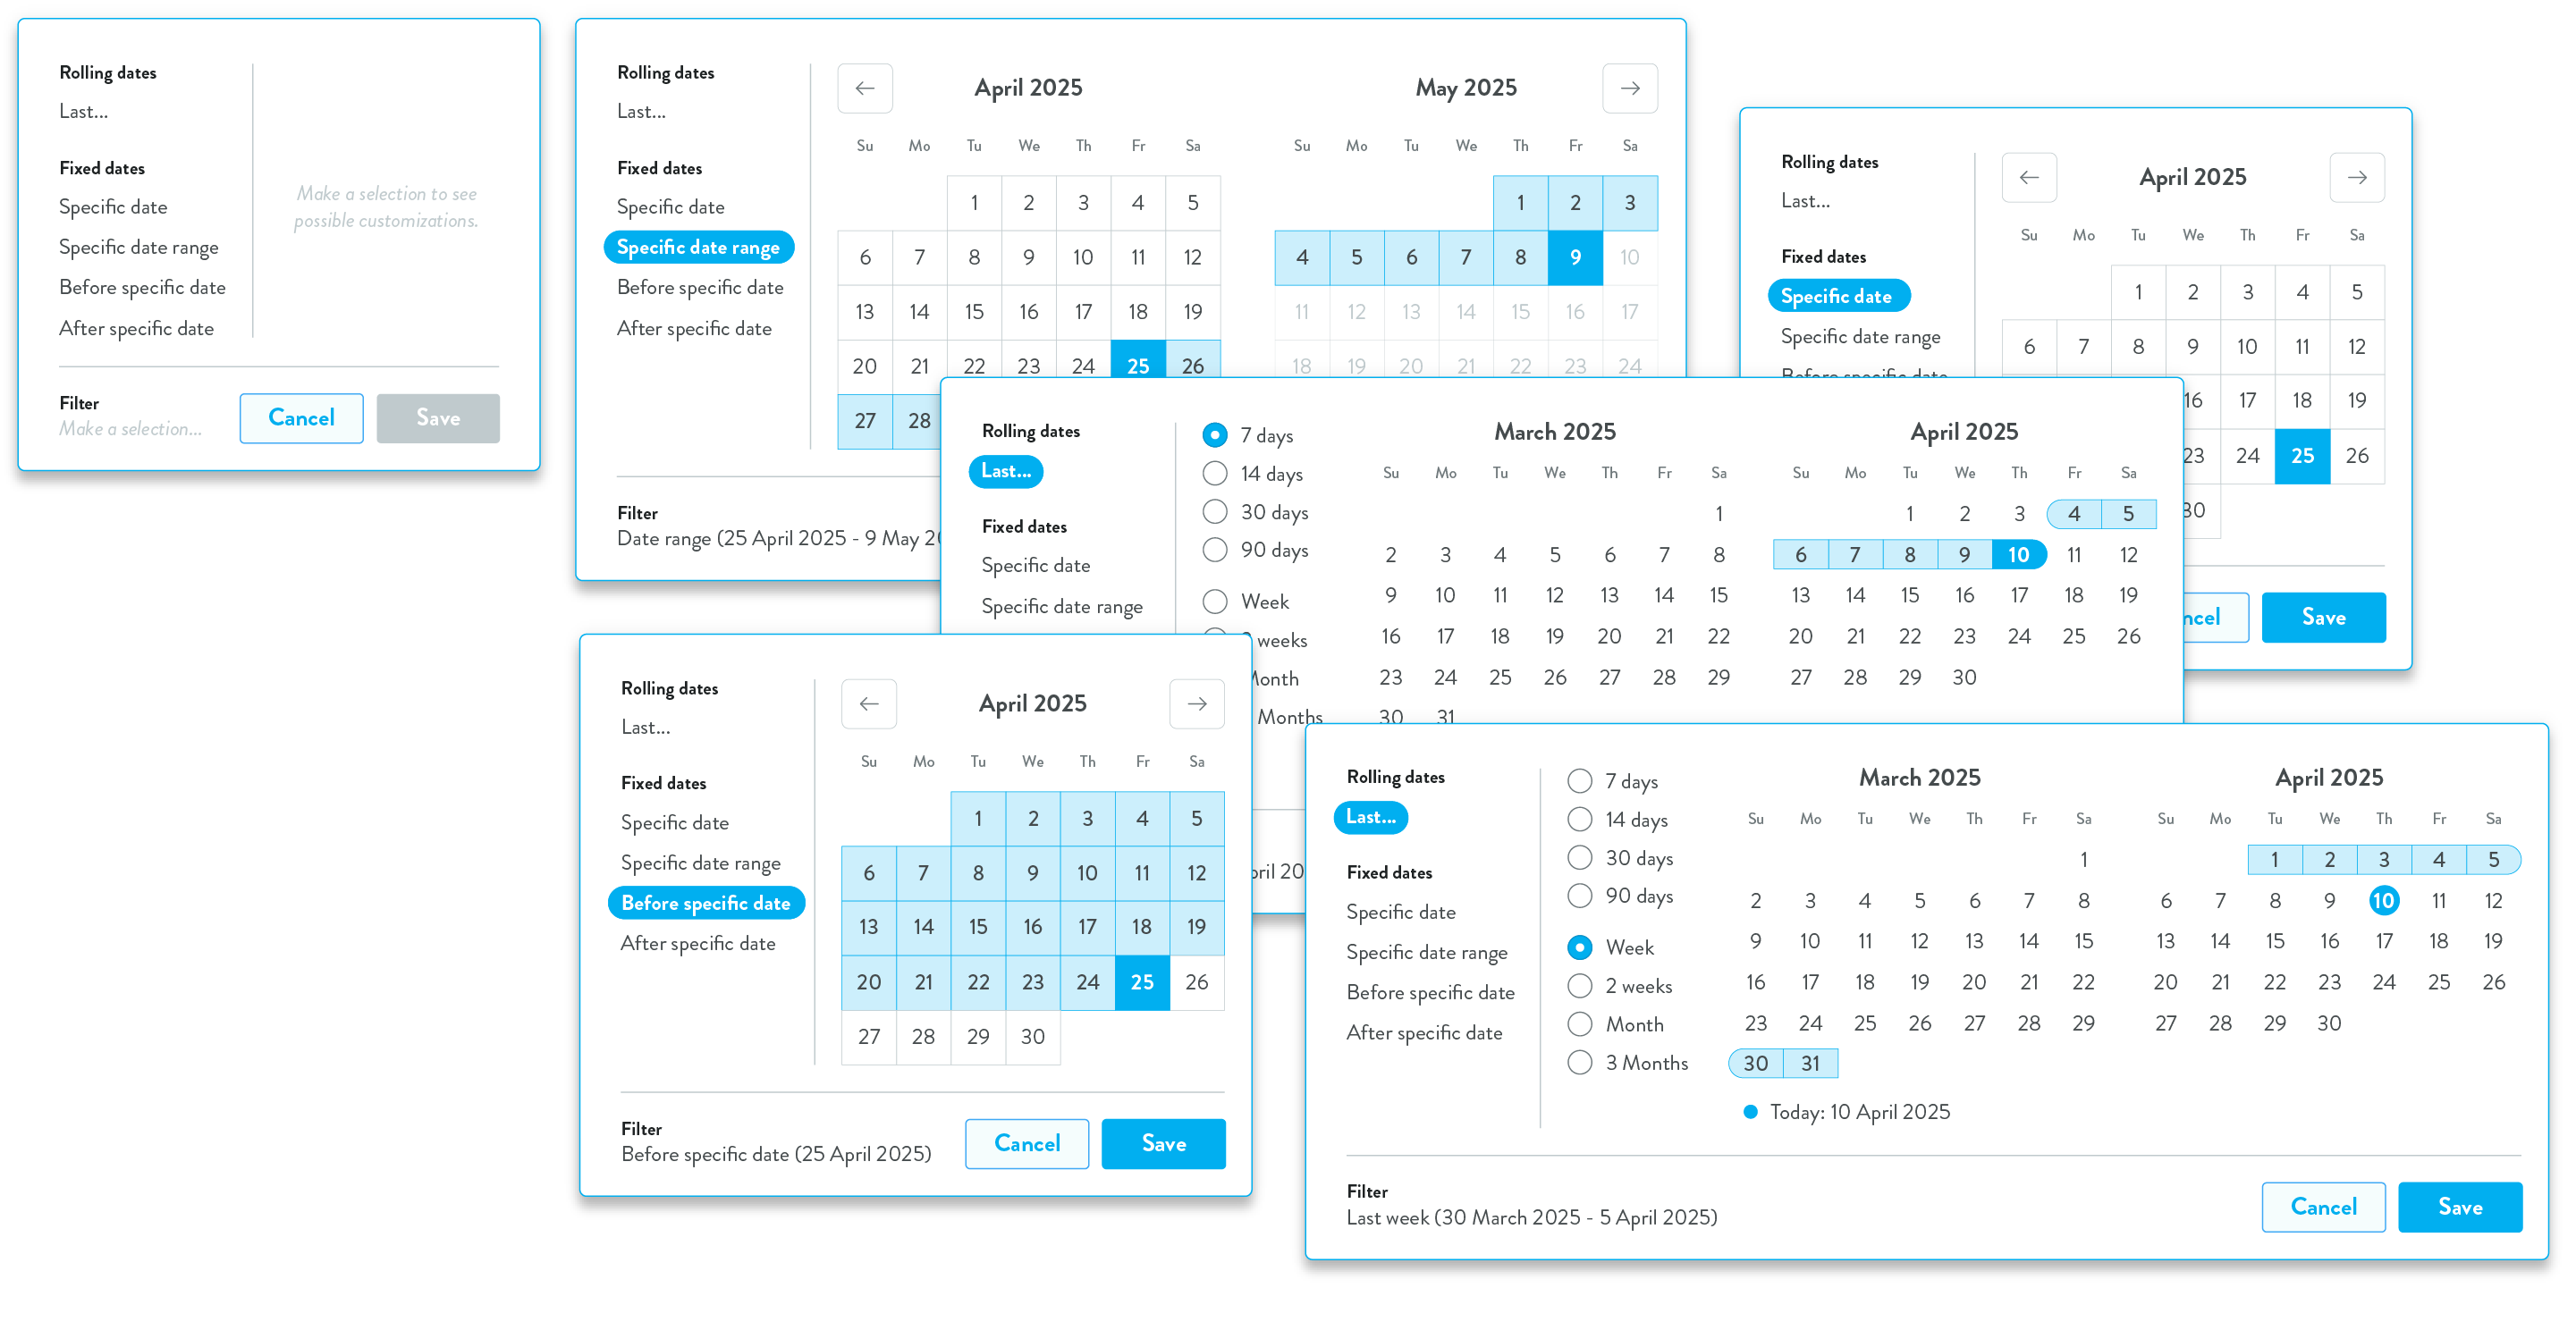 Rolling dates
Last...
Fixed dates
Specific date
Specific date range
Before specific date
After specific date
Make a selection to see
possible customizations.
Filter
Make a selection...
Cancel
Save
Rolling dates
Last...
Fixed dates
Specific date
Specific date range
Before specific date
After specific date
April 2025
Su Mo Tu We Th Fr Sa
1 2 3 4 5
6 7 8 9 10 11 12
13 14 15 16 17 18 19
20 21 22 23 24 25 26
27 28
May 2025
Su Mo Tu We Th Fr Sa
1 2 3
4 5 6 7 8 9 10
11 12 13 14 15 16 17
18 19 20 21 22 23 24
Filter
Date range (25 April 2025 - 9 May
Rolling dates
Last...
Fixed dates
Specific date
Specific date range
Before specific date
April 2025
Su Mo Tu We Th Fr Sa
1 2 3 4 5
6 7 8 9 10 11 12
16 17 18 19
23 24 25 26
30
Save
Rolling dates
Last...
Fixed dates
Specific date
Specific date range
7 days
14 days
30 days
90 days
Week
weeks
Month
Months
March 2025
Su Mo Tu We Th Fr Sa
1
2 3 4 5 6 7 8
9 10 11 12 13 14 15
16 17 18 19 20 21 22
23 24 25 26 27 28 29
30 31
April 2025
Su Mo Tu We Th Fr Sa
1 2 3 4 5
6 7 8 9 10 11 12
13 14 15 16 17 18 19
20 21 22 23 24 25 26
27 28 29 30
Rolling dates
Last...
Fixed dates
Specific date
Specific date range
Before specific date
After specific date
April 2025
Su Mo Tu We Th Fr Sa
1 2 3 4 5
6 7 8 9 10 11 12
13 14 15 16 17 18 19
20 21 22 23 24 25 26
27 28 29 30
Filter
Before specific date (25 April 2025)
Cancel
Save
Rolling dates
Last...
Fixed dates
Specific date
Specific date range
Before specific date
After specific date
7 days
14 days
30 days
90 days
Week
2 weeks
Month
3 Months
March 2025
Su Mo Tu We Th Fr Sa
1
2 3 4 5 6 7 8
9 10 11 12 13 14 15
16 17 18 19 20 21 22
23 24 25 26 27 28 29
30 31
April 2025
Su Mo Tu We Th Fr Sa
1 2 3 4 5
6 7 8 9 10 11 12
13 14 15 16 17 18 19
20 21 22 23 24 25 26
27 28 29 30
Today: 10 April 2025
Filter
Last week (30 March 2025 - 5 April 2025)
Cancel
Save